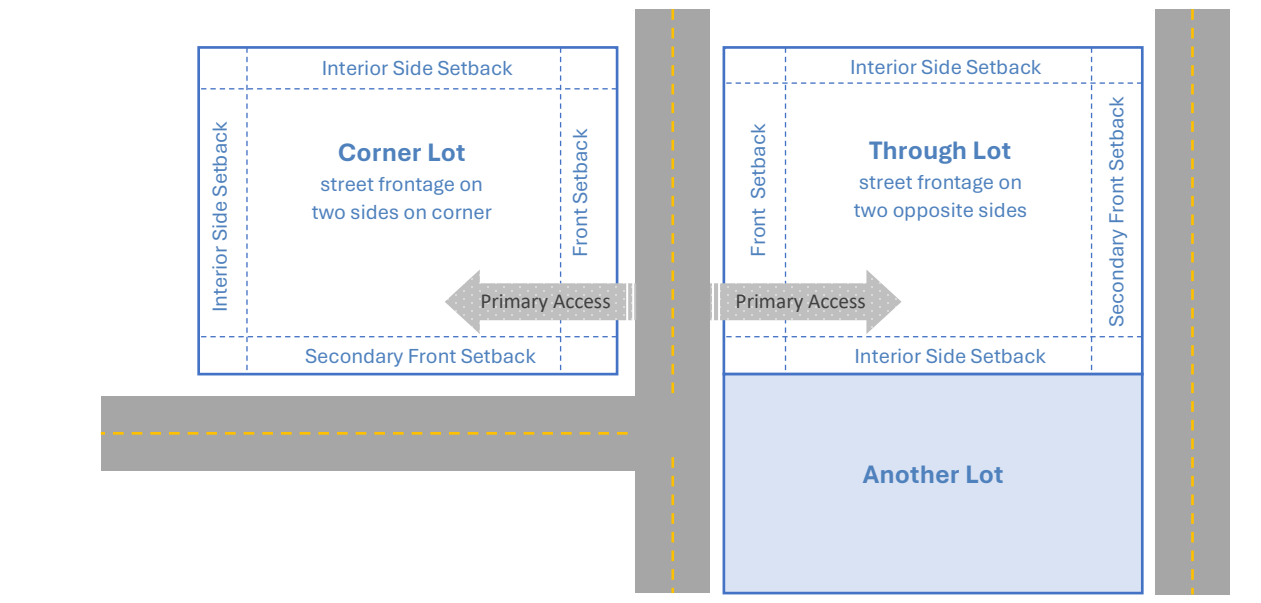 Interior Side Setback
Interior Side Setback
Corner Lot
street frontage on
two sides on corner
Front Setback
Primary Access
Secondary Front Setback
Interior Side Setback
Front Setback
Through Lot
street frontage on
two opposite sides
Secondary Front Setback
Primary Access
Interior Side Setback
Another Lot